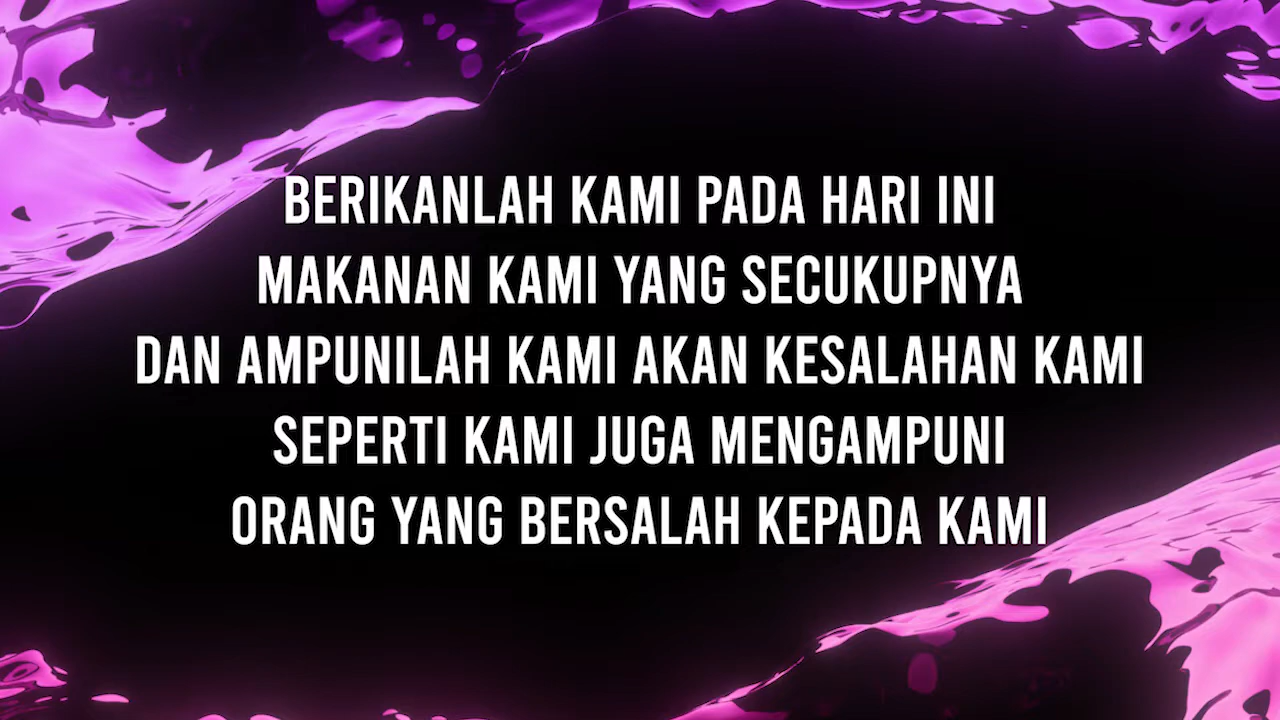 BERIKANLAH KAMI PADA HARI INI
MAKANAN KAMI YANG SECUKUPNYA
DAN AMPUNILAH KAMI AKAN KESALAHAN KAMI
SEPERTI KAMI JUGA MENGAMPUNI
ORANG YANG BERSALAH KEPADA KAMI